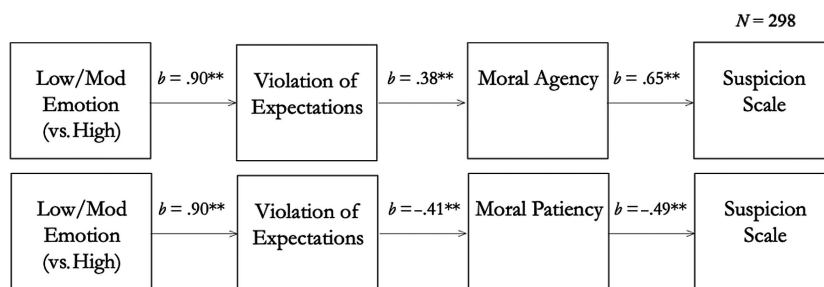 N = 298
Low/Mod
Emotion
(vs. High)
b = .90**
Violation of
Expectations
b = .38**
Moral Agency
b = .65**
Suspicion
Scale
Low/Mod
Emotion
(vs. High)
b = .90**
Violation of
Expectations
b = –.41**
Moral Patiency
b = –.49**
Suspicion
Scale